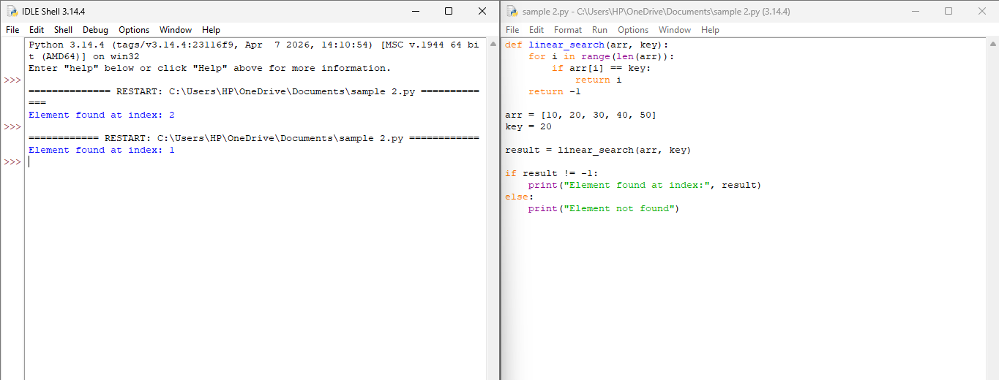 IDLE Shell 3.14.4
File Edit Shell Debug Options Window Help
Python 3.14.4 (tags/v3.14.4:23116f9, Apr  7 2026, 14:10:54) [MSC v.1944 64 bi
t (AMD64)] on win32
Enter "help" below or click "Help" above for more information.
>>>
============== RESTART: C:\Users\HP\OneDrive\Documents\sample 2.py ==========
===
Element found at index: 2
>>>
============ RESTART: C:\Users\HP\OneDrive\Documents\sample 2.py ============
Element found at index: 1
>>>
sample 2.py - C:\Users\HP\OneDrive\Documents\sample 2.py (3.14.4)
File Edit Format Run Options Window Help
def linear_search(arr, key):
    for i in range(len(arr)):
        if arr[i] == key:
            return i
    return -1
arr = [10, 20, 30, 40, 50]
key = 20
result = linear_search(arr, key)
if result != -1:
    print("Element found at index:", result)
else:
    print("Element not found")